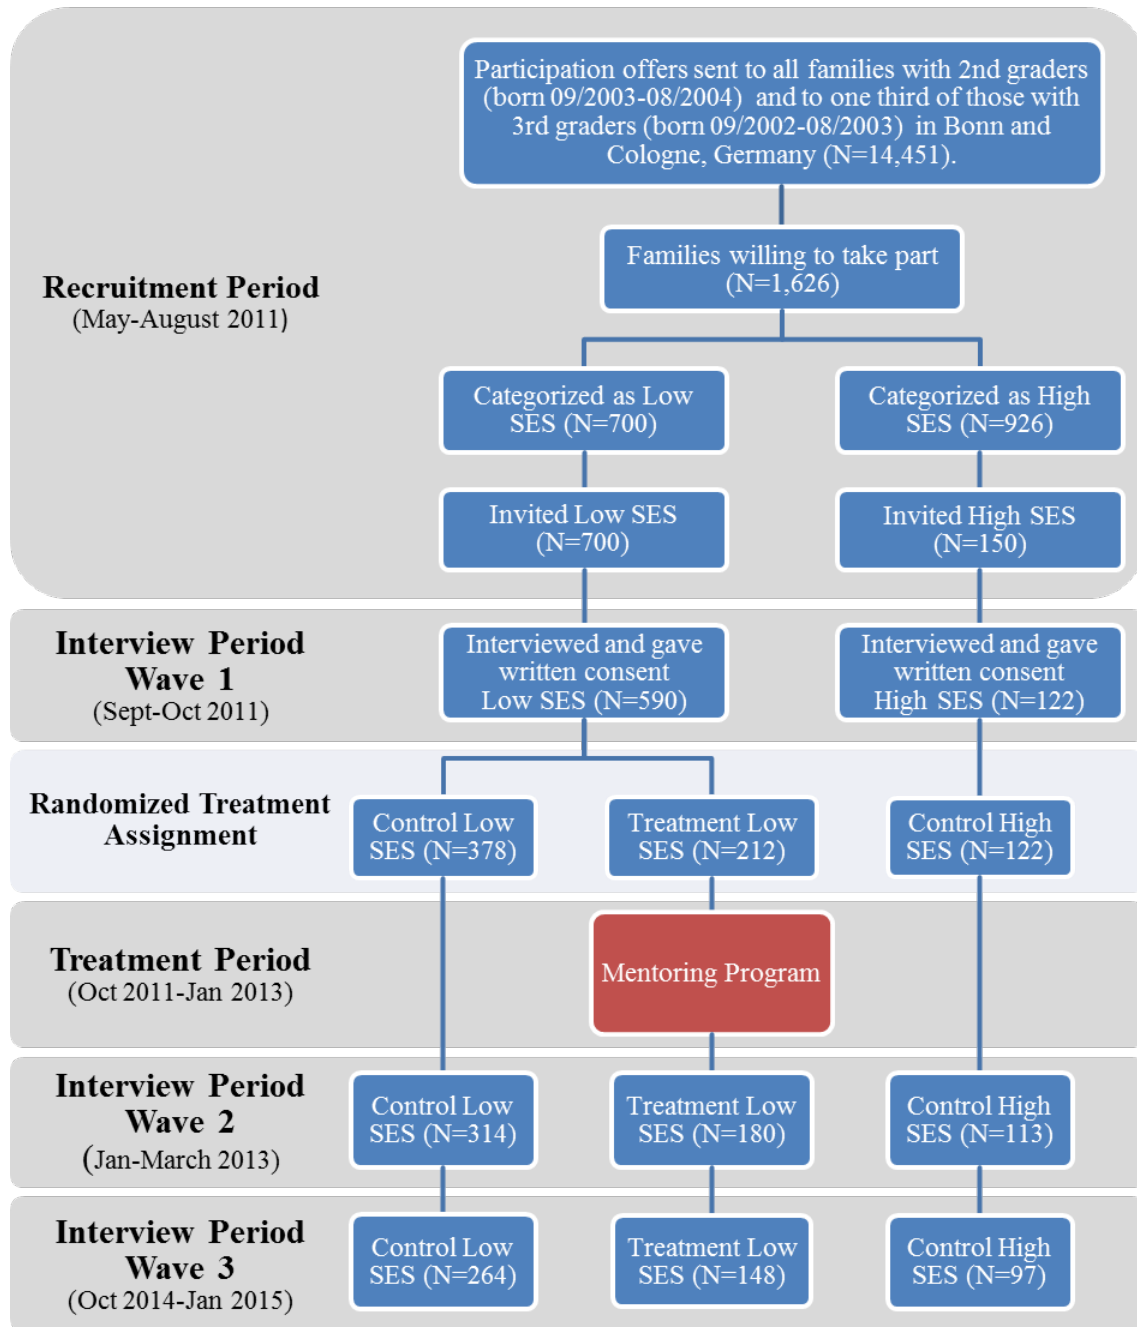 Participation offers sent to all families with 2nd graders
(born 09/2003-08/2004) and to one third of those with
3rd graders (born 09/2002-08/2003) in Bonn and
Cologne, Germany (N=14,451).
Families willing to take part
(N=1,626)
Recruitment Period
(May-August 2011)
Categorized as Low
SES (N=700)
Categorized as High
SES (N=926)
Invited Low SES
(N=700)
Invited High SES
(N=150)
Interview Period
Wave 1
(Sept-Oct 2011)
Interviewed and gave
written consent
Low SES (N=590)
Interviewed and gave
written consent
High SES (N=122)
Randomized Treatment
Assignment
Control Low
SES (N=378)
Treatment Low
SES (N=212)
Control High
SES (N=122)
Treatment Period
(Oct 2011-Jan 2013)
Mentoring Program
Interview Period
Wave 2
(Jan-March 2013)
Control Low
SES (N=314)
Treatment Low
SES (N=180)
Control High
SES (N=113)
Interview Period
Wave 3
(Oct 2014-Jan 2015)
Control Low
SES (N=264)
Treatment Low
SES (N=148)
Control High
SES (N=97)